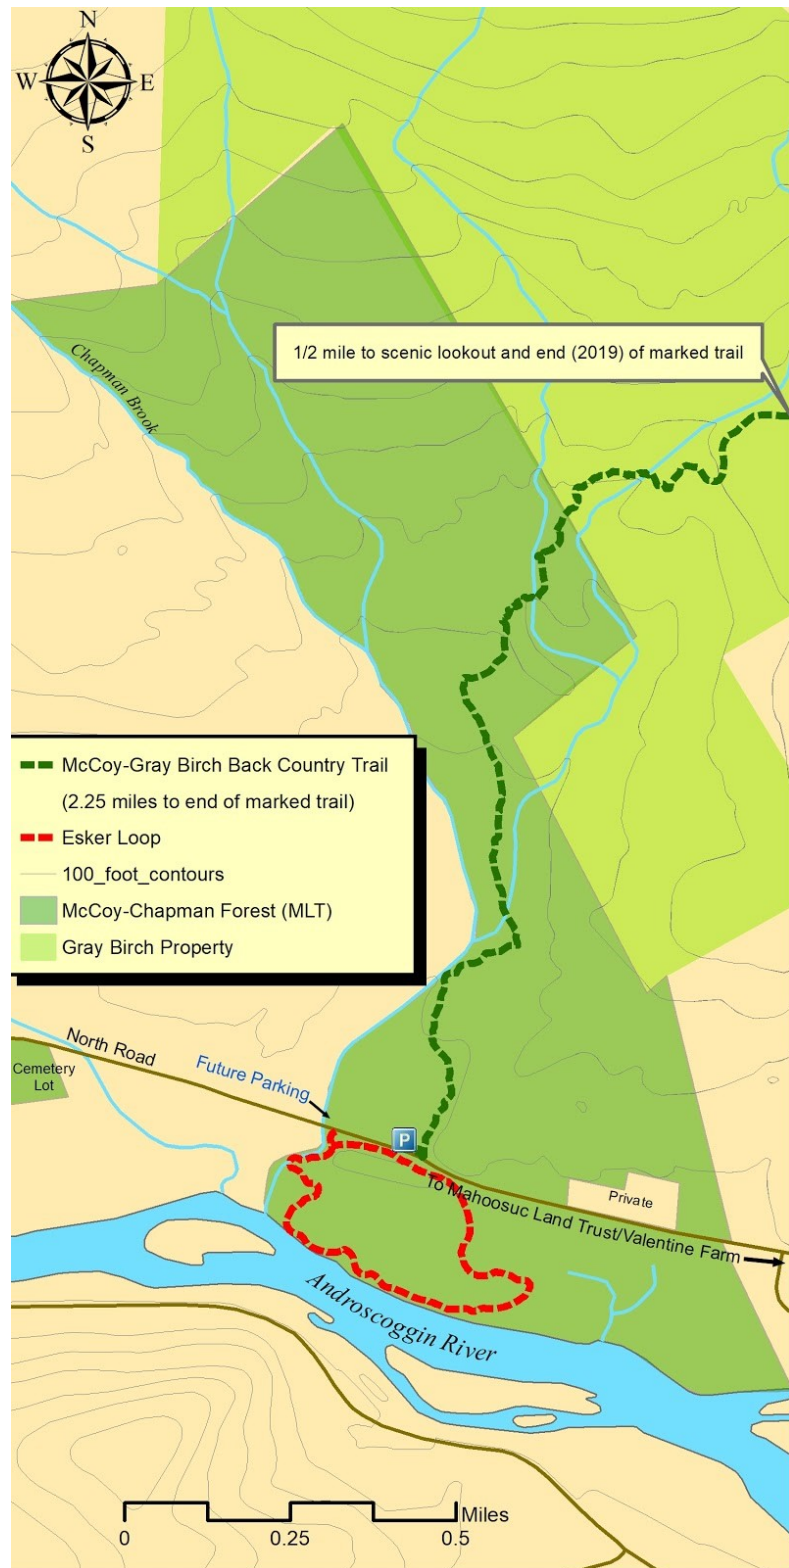 N
W
E
S
Chapman Brook
1/2 mile to scenic lookout and end (2019) of marked trail
McCoy-Gray Birch Back Country Trail
(2.25 miles to end of marked trail)
Esker Loop
100_foot_contours
McCoy-Chapman Forest (MLT)
Gray Birch Property
North Road
Cemetery
Lot
Future Parking
P
To Mahoosuc Land Trust/Valentine Farm
Private
Androscoggin River
Miles
0
0.25
0.5